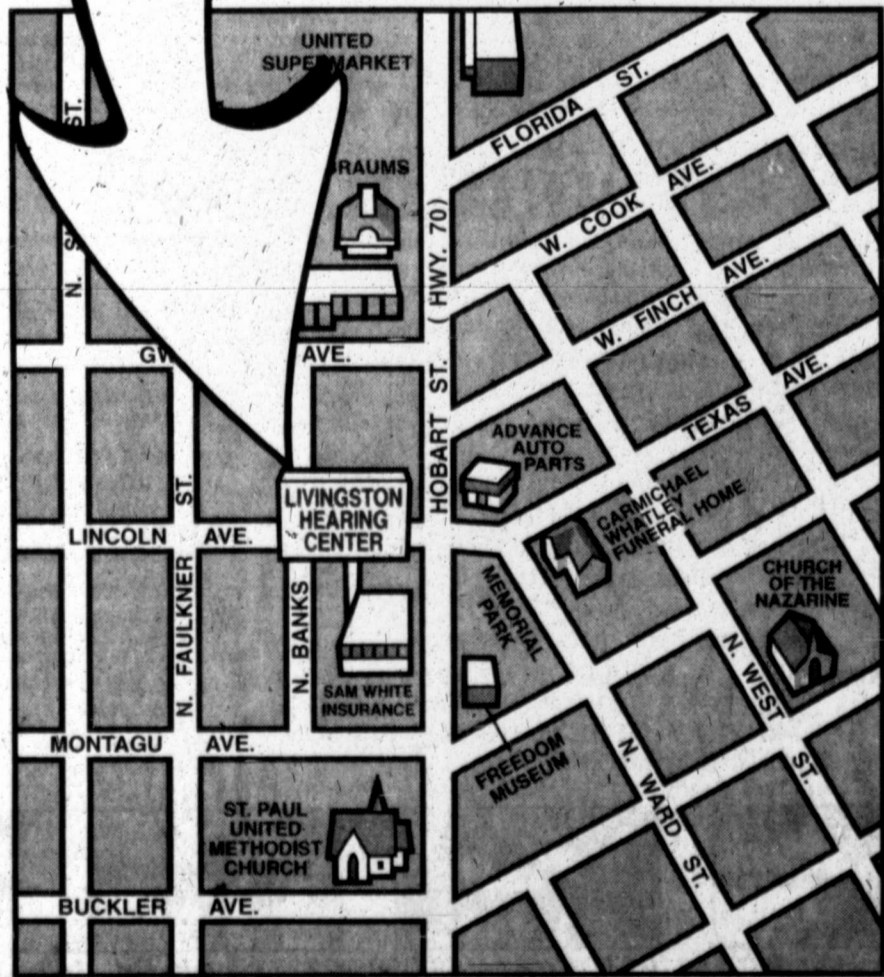 UNITED
SUPERMARKET
FLORIDA ST.
ST.
W. COOK AVE.
N.
( HWY. 70)
W. FINCH AVE.
AVE.
HOBART ST.
TEXAS AVE.
ADVANCE
AUTO
PARTS
CARMICHAEL
WHATLEY
FUNERAL HOME
LIVINGSTON
HEARING
CENTER
LINCOLN AVE.
N. FAULKNER ST.
N. BANKS
MEMORIAL
PARK
CHURCH
OF THE
NAZARINE
SAM WHITE
INSURANCE
N. WEST ST.
MONTAGU AVE.
FREEDOM
MUSEUM
N. WARD ST.
ST. PAUL
UNITED
METHODIST
CHURCH
BUCKLER AVE.